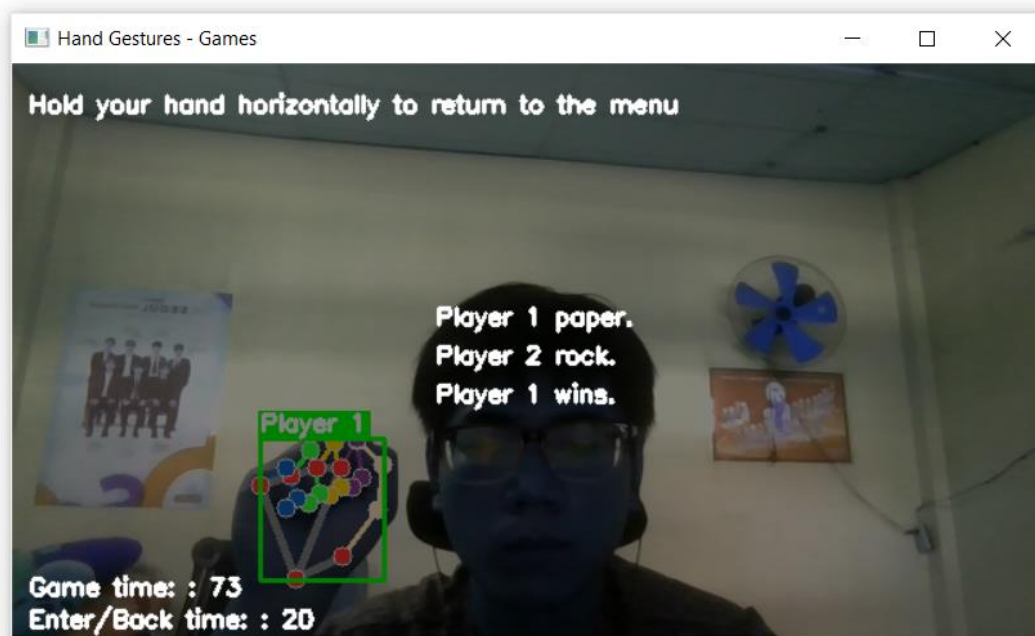 Hand Gestures - Games
Hold your hand horizontally to return to the menu
Player 1 paper.
Player 2 rock.
Player 1 wins.
Player 1
Game time: : 73
Enter/Back time: : 20